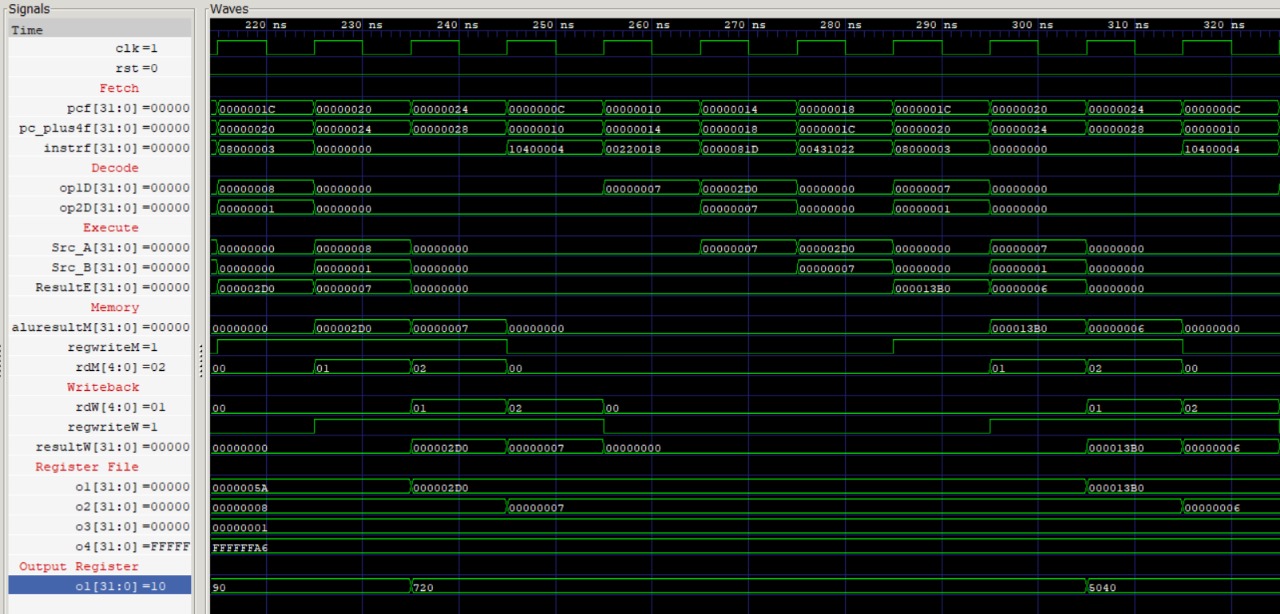 Signals
Waves
Time
220 ns 230 ns 240 ns 250 ns 260 ns 270 ns 280 ns 290 ns 300 ns 310 ns 320 ns
clk=1
rst=0
Fetch
pcf[31:0]=00000 0000001C 00000020 00000024 0000000C 00000010 00000014 00000018 0000001C 00000020 00000024 0000000C
pc_plus4f[31:0]=00000 00000020 00000024 00000028 00000010 00000014 00000018 0000001C 00000020 00000024 00000028 00000010
instrf[31:0]=00000 08000003 00000000 10400004 00220018 0000081D 00431022 08000003 00000000 10400004
Decode
op1D[31:0]=00000 00000008 00000000 00000007 000002D0 00000000 00000007 00000000
op2D[31:0]=00000 00000001 00000000 00000007 00000000 00000001 00000000
Execute
Src_A[31:0]=00000 00000000 00000008 00000000 00000007 000002D0 00000000 00000007 00000000
Src_B[31:0]=00000 00000000 00000001 00000000 00000007 00000000 00000001 00000000
ResultE[31:0]=00000 000002D0 00000007 00000000 000013B0 00000006 00000000
Memory
aluresultM[31:0]=00000 00000000 000002D0 00000007 00000000 000013B0 00000006 00000000
regwriteM=1
rdM[4:0]=02 00 01 02 00 01 02 00
Writeback
rdW[4:0]=01 00 01 02 00 01 02
regwriteW=1
resultW[31:0]=00000 00000000 000002D0 00000007 00000000 000013B0 00000006
Register File
o1[31:0]=00000 0000005A 000002D0 000013B0
o2[31:0]=00000 00000008 00000007 00000006
o3[31:0]=00000 00000001
o4[31:0]=FFFFF FFFFFFA6
Output Register
o1[31:0]=10 90 720 5040